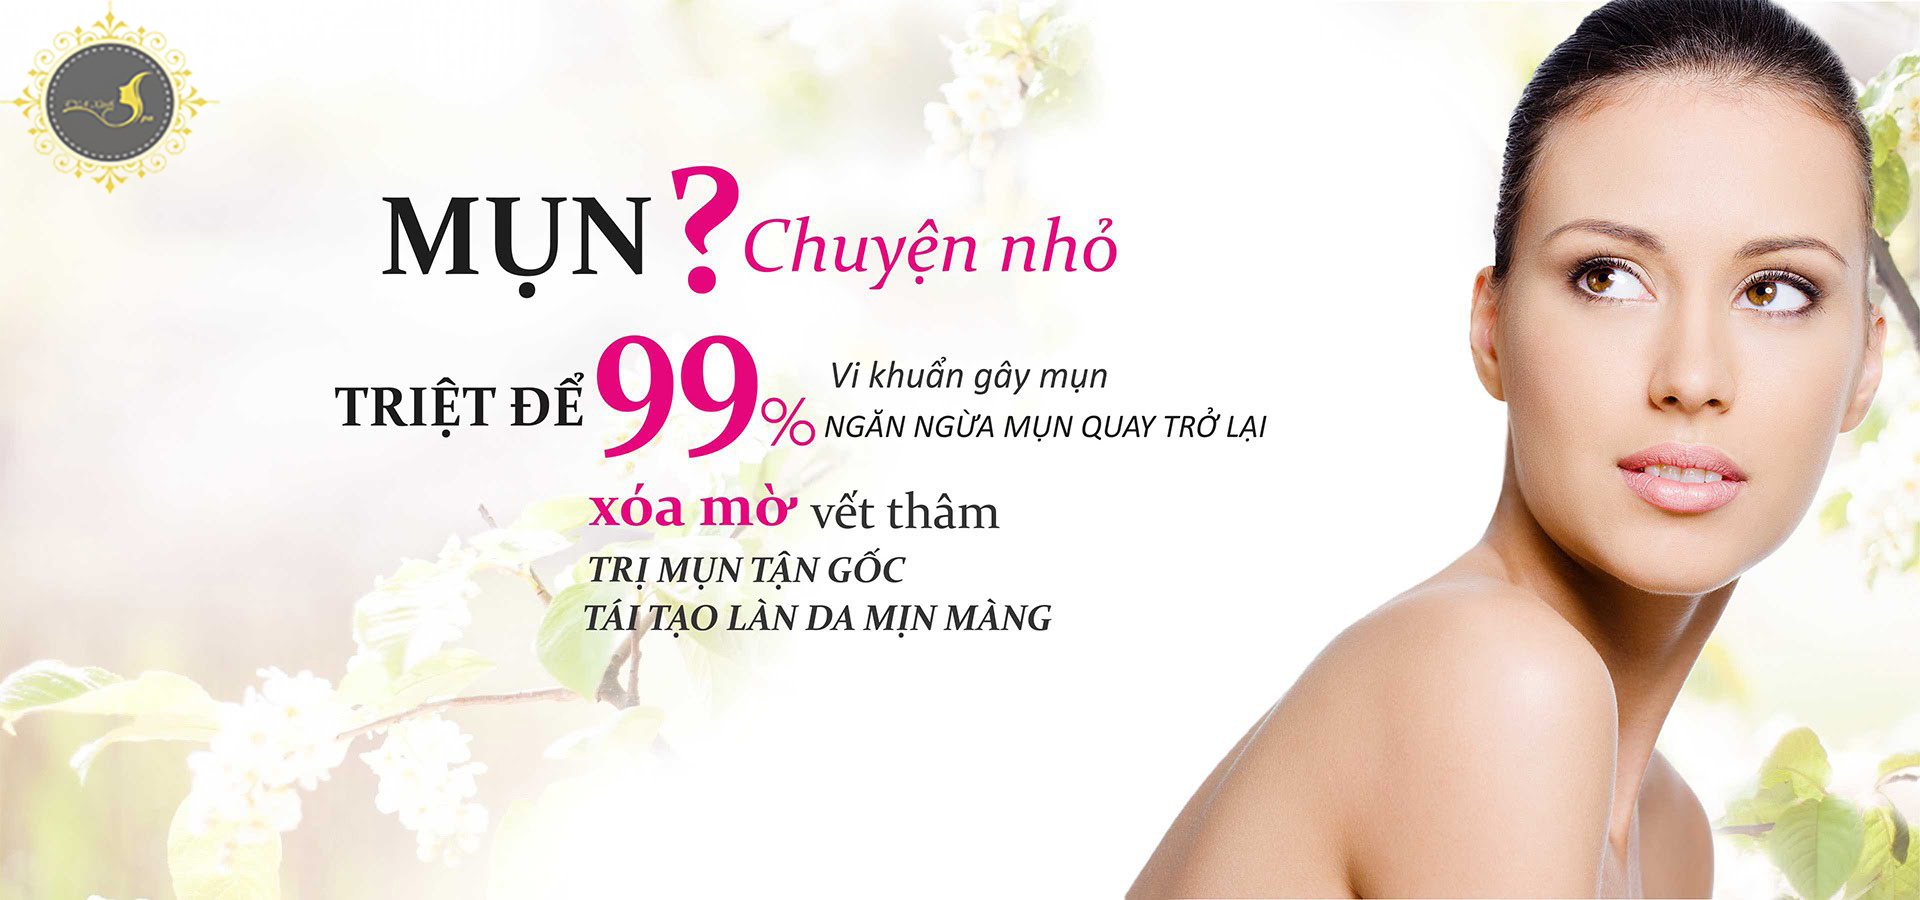 MỤN ? Chuyện nhỏ
TRIỆT ĐỂ 99% Vi khuẩn gây mụn
NGĂN NGỪA MỤN QUAY TRỞ LẠI
xóa mờ vết thâm
TRỊ MỤN TẬN GỐC
TÁI TẠO LÀN DA MỊN MÀNG